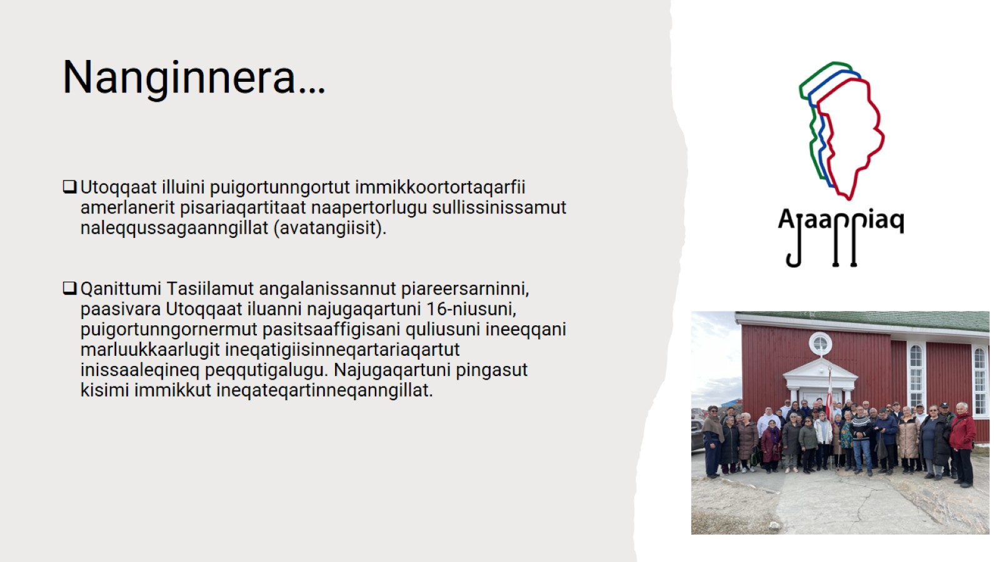 Nanginnera…
Utoqqaat illuini puigortunngortut immikkoortortaqarfii
amerlanerit pisariaqartitaat naapertorlugu sullissinissamut
naleqqussagaanngillat (avatangiisit).
Qanittumi Tasiilamut angalanissannut piareersarninni,
paasivara Utoqqaat iluanni najugaqartuni 16-niusuni,
puigortunngornermut pasitsaaffigisani quliusuni ineeqqani
marluukkaarlugit ineqatigiisinneqartariaqartut
inissaaleqineq peqqutigalugu. Najugaqartuni pingasut
kisimi immikkut ineqateqartinneqanngillat.
Ajaappiaq